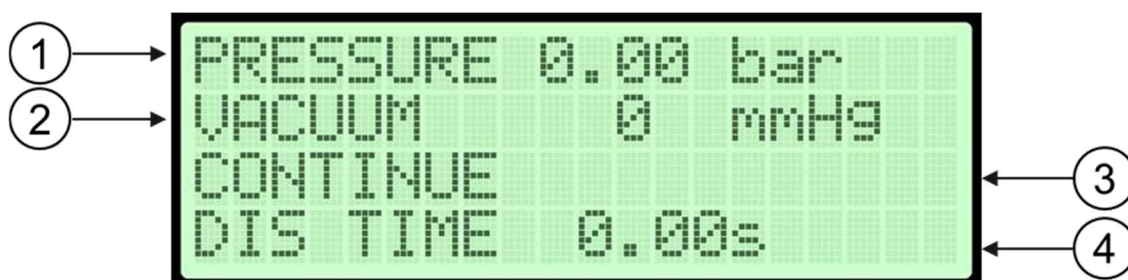 1 PRESSURE 0.00 bar
2 VACUUM 0 mmHg
CONTINUE 3
DIS TIME 0.00s 4